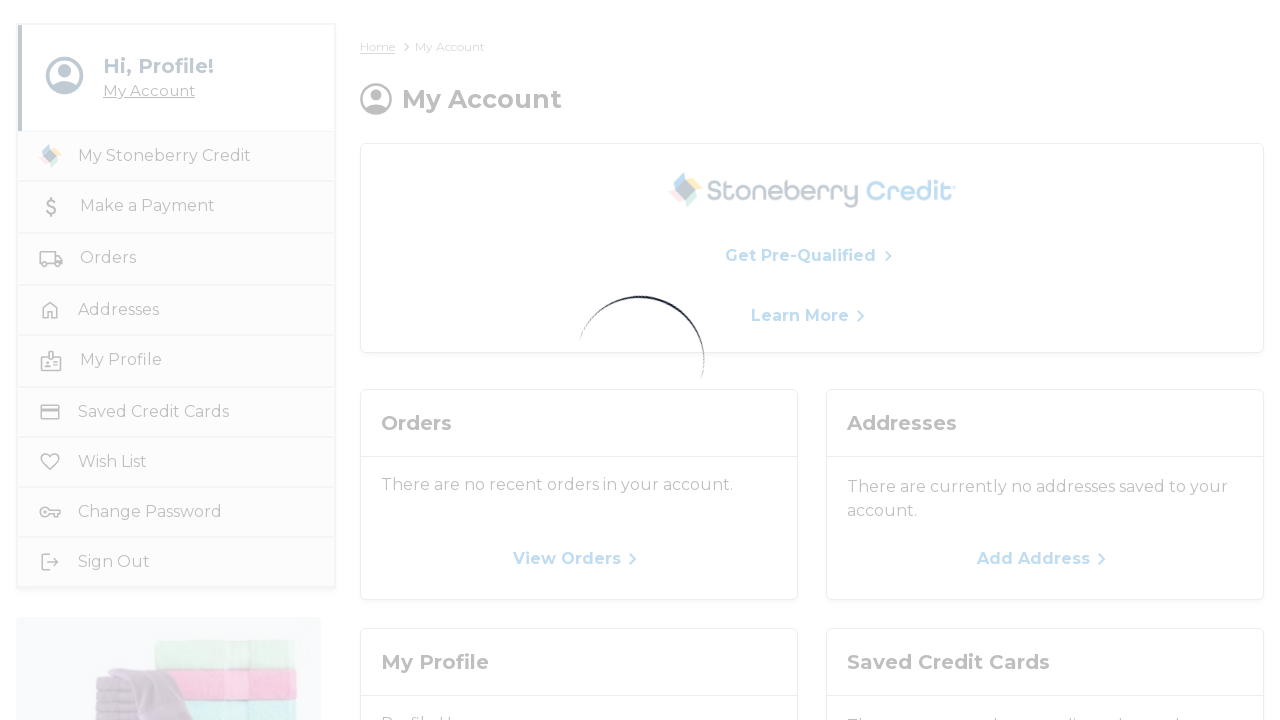 Hi, Profile!
My Account
My Stoneberry Credit
Make a Payment
Orders
Addresses
My Profile
Saved Credit Cards
Wish List
Change Password
Sign Out
Home
My Account
My Account
Stoneberry Credit
Get Pre-Qualified
Learn More
Orders
There are no recent orders in your account.
View Orders
Addresses
There are currently no addresses saved to your
account.
Add Address
My Profile
Saved Credit Cards